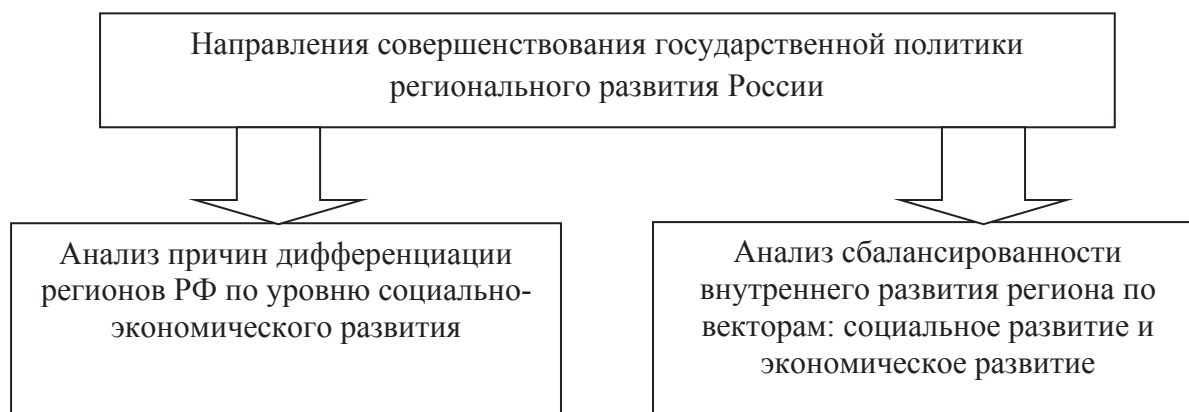 Направления совершенствования государственной политики
регионального развития России
Анализ причин дифференциации
регионов РФ по уровню социально-
экономического развития
Анализ сбалансированности
внутреннего развития региона по
векторам: социальное развитие и
экономическое развитие